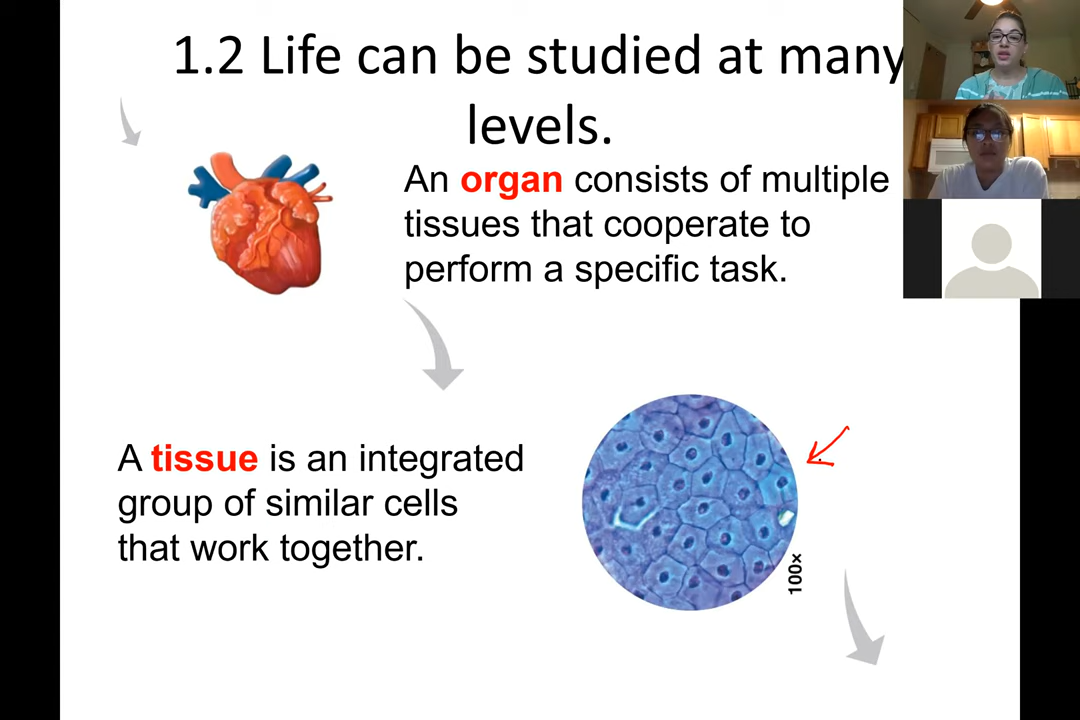 1.2 Life can be studied at many
levels.
An organ consists of multiple
tissues that cooperate to
perform a specific task.
A tissue is an integrated
group of similar cells
that work together.
100x